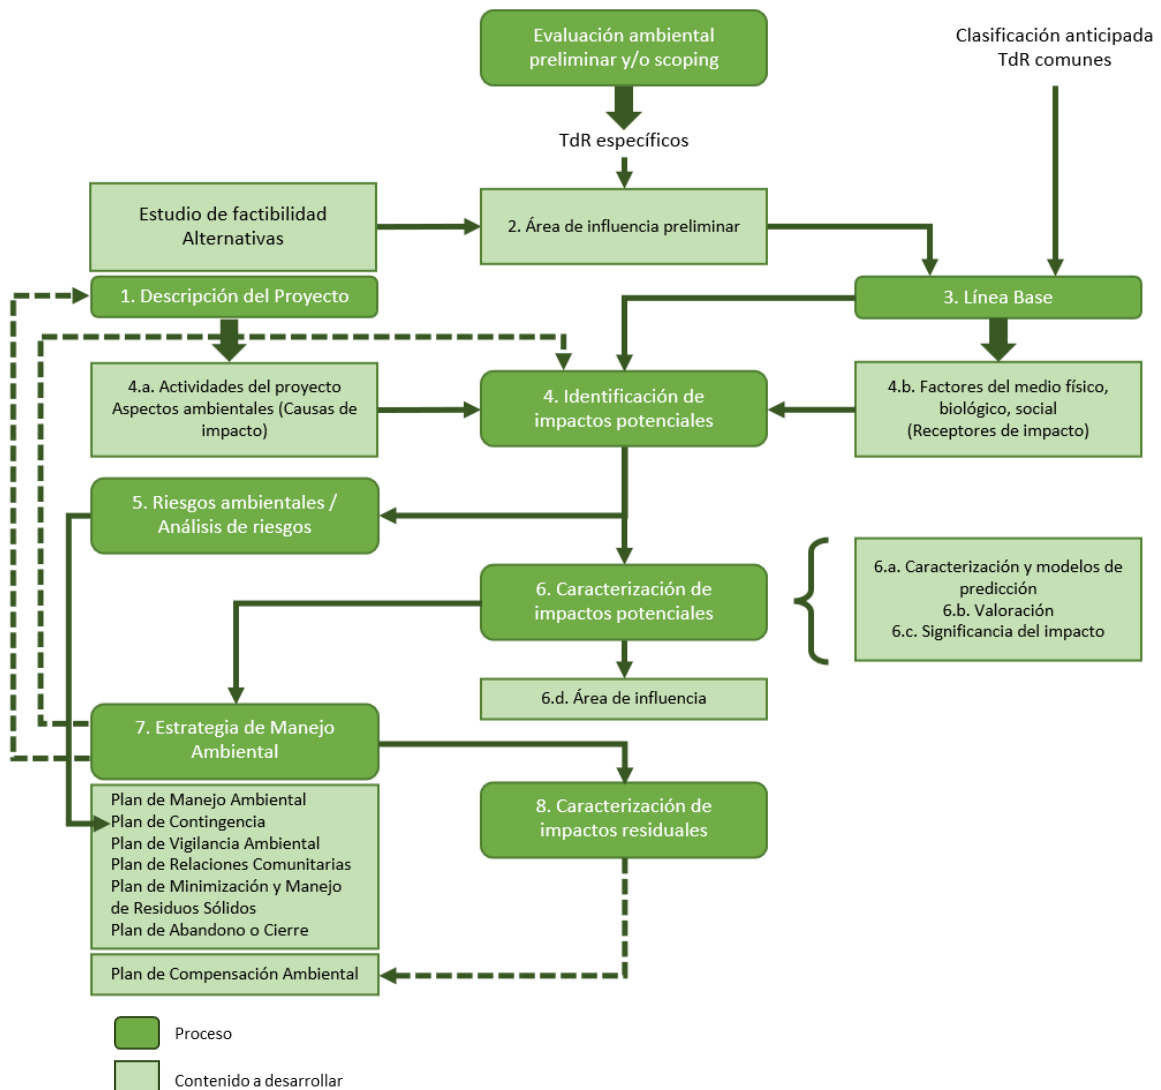 Evaluación ambiental
preliminar y/o scoping
Clasificación anticipada
TdR comunes
TdR específicos
Estudio de factibilidad
Alternativas
2. Área de influencia preliminar
1. Descripción del Proyecto
3. Línea Base
4.a. Actividades del proyecto
Aspectos ambientales (Causas de
impacto)
4. Identificación de
impactos potenciales
4.b. Factores del medio físico,
biológico, social
(Receptores de impacto)
5. Riesgos ambientales /
Análisis de riesgos
6. Caracterización de
impactos potenciales
6.a. Caracterización y modelos de
predicción
6.b. Valoración
6.c. Significancia del impacto
6.d. Área de influencia
7. Estrategia de Manejo
Ambiental
Plan de Manejo Ambiental
Plan de Contingencia
Plan de Vigilancia Ambiental
Plan de Relaciones Comunitarias
Plan de Minimización y Manejo
de Residuos Sólidos
Plan de Abandono o Cierre
8. Caracterización de
impactos residuales
Plan de Compensación Ambiental
Proceso
Contenido a desarrollar